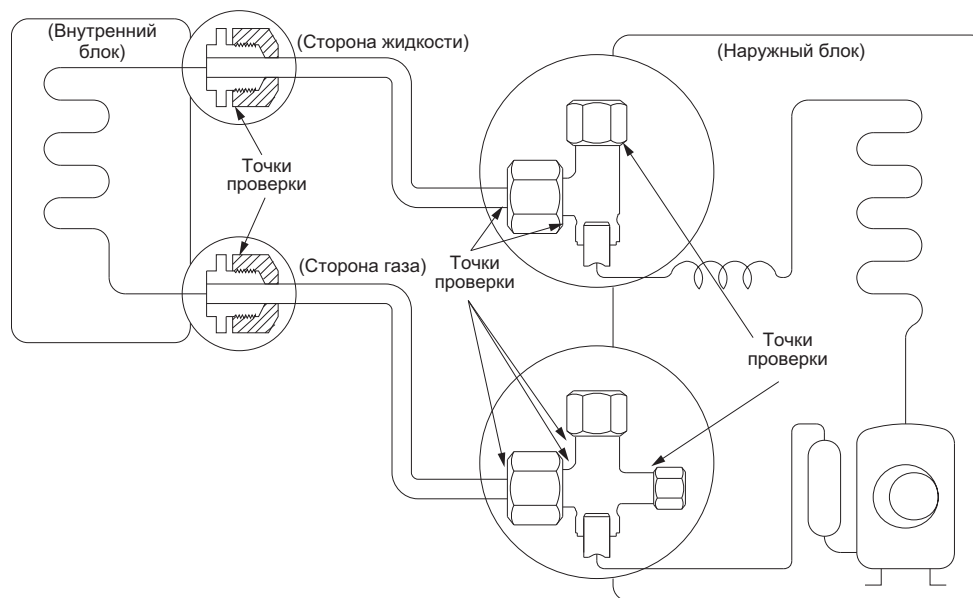 (Внутренний
блок)
(Сторона жидкости)
(Наружный блок)
Точки
проверки
(Сторона газа)
Точки
проверки
Точки
проверки